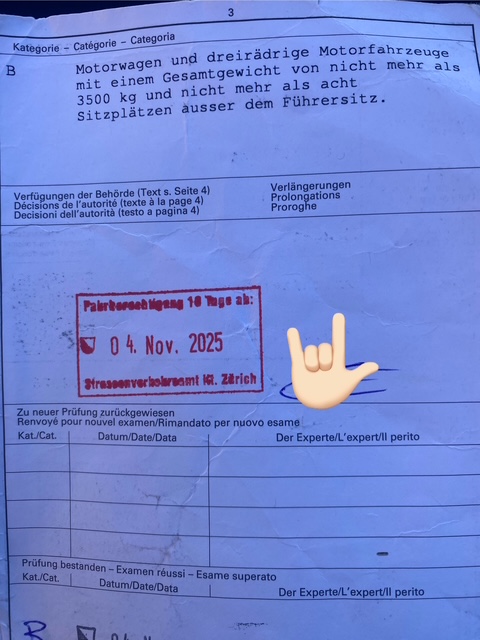 3
Kategorie – Catégorie – Categoria
B
Motorwagen und dreirädrige Motorfahrzeuge
mit einem Gesamtgewicht von nicht mehr als
3500 kg und nicht mehr als acht
Sitzplätzen ausser dem Führersitz.
Verfügungen der Behörde (Text s. Seite 4)
Décisions de l'autorité (texte à la page 4)
Decisioni dell'autorità (testo a pagina 4)
Verlängerungen
Prolongations
Proroghe
Fahrberechtigung 10 Tage ab:
04. Nov. 2025
Strassenverkehrsamt Kt. Zürich
Zu neuer Prüfung zurückgewiesen
Renvoyé pour nouvel examen/Rimandato per nuovo esame
Kat./Cat. Datum/Date/Data Der Experte/L'expert/Il perito
Prüfung bestanden – Examen réussi – Esame superato
Kat./Cat. Datum/Date/Data Der Experte/L'expert/Il perito